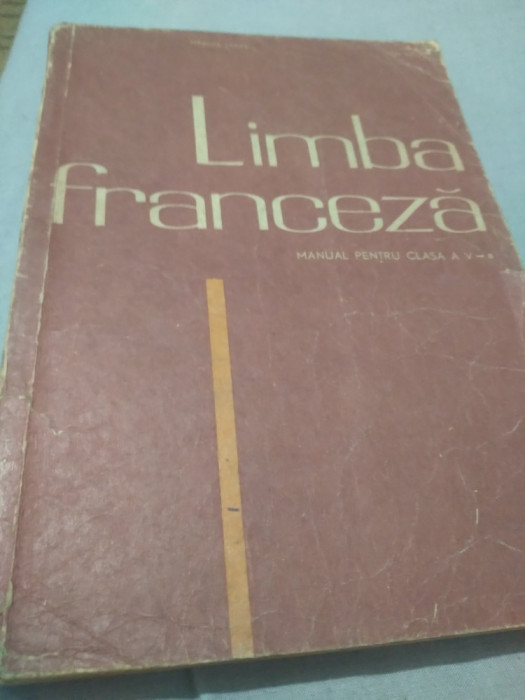 Limba
franceză
MANUAL PENTRU CLASA A V-a